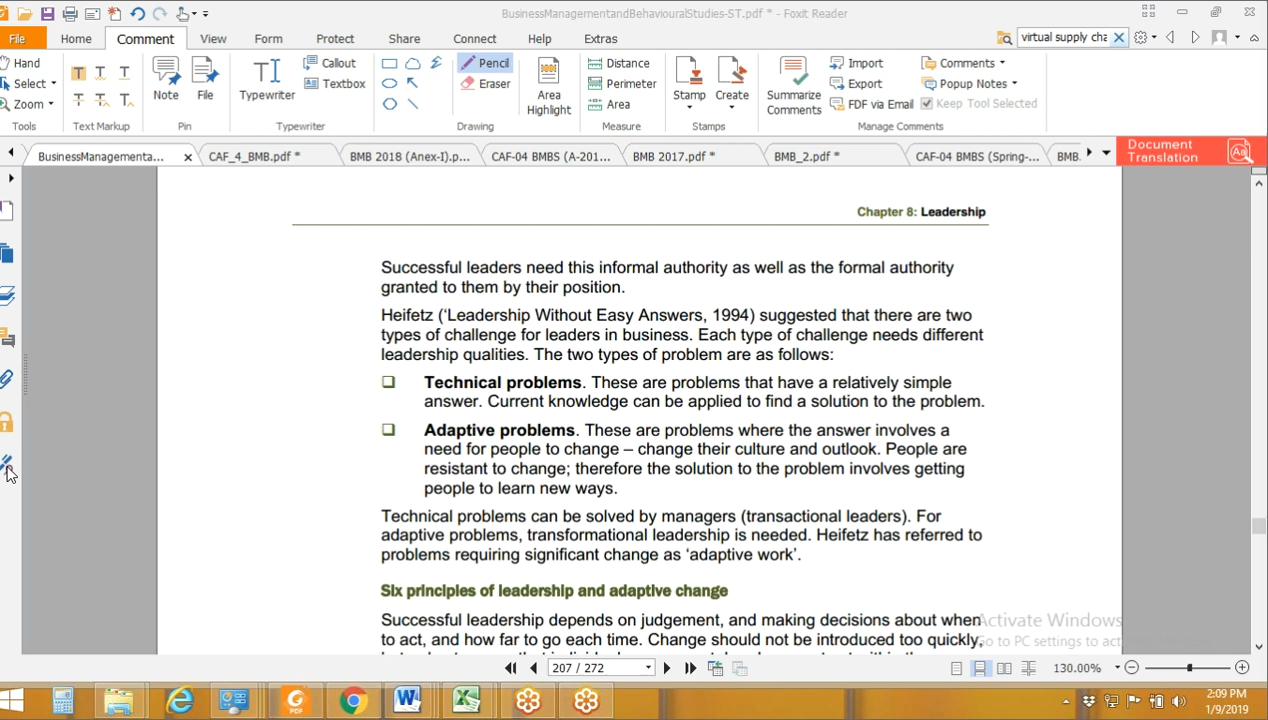 BusinessManagementandBehaviouralStudies-ST.pdf * - Foxit Reader
File Home Comment View Form Protect Share Connect Help Extras
virtual supply cha
Hand
Select
Zoom
Tools
Text Markup
Note
File
Pin
Typewriter
Callout
Textbox
Typewriter
Pencil
Eraser
Drawing
Area
Highlight
Distance
Perimeter
Area
Measure
Stamp
Create
Stamps
Summarize
Comments
Import
Export
FDF via Email
Comments
Popup Notes
Keep Tool Selected
Manage Comments
BusinessManagementa...
CAF_4_BMB.pdf *
BMB 2018 (Anex-I).p...
CAF-04 BMBS (A-201...
BMB 2017.pdf *
BMB_2.pdf *
CAF-04 BMBS (Spring-...
BMB.
Document
Translation
Chapter 8: Leadership
Successful leaders need this informal authority as well as the formal authority
granted to them by their position.
Heifetz (‘Leadership Without Easy Answers, 1994) suggested that there are two
types of challenge for leaders in business. Each type of challenge needs different
leadership qualities. The two types of problem are as follows:
Technical problems. These are problems that have a relatively simple
answer. Current knowledge can be applied to find a solution to the problem.
Adaptive problems. These are problems where the answer involves a
need for people to change – change their culture and outlook. People are
resistant to change; therefore the solution to the problem involves getting
people to learn new ways.
Technical problems can be solved by managers (transactional leaders). For
adaptive problems, transformational leadership is needed. Heifetz has referred to
problems requiring significant change as ‘adaptive work’.
Six principles of leadership and adaptive change
Successful leadership depends on judgement, and making decisions about when
to act, and how far to go each time. Change should not be introduced too quickly,
Activate Windows
Go to PC settings to act
207 / 272
130.00%
2:09 PM
1/9/2019